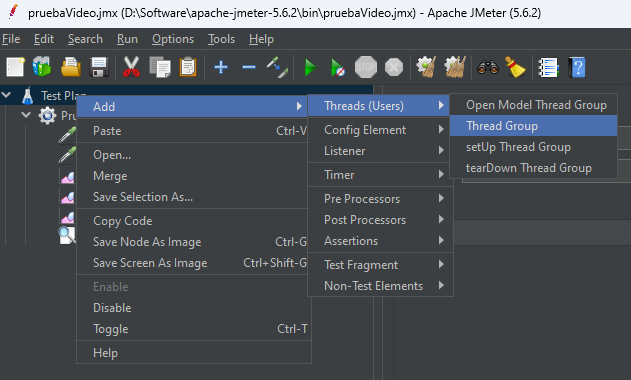 pruebaVideo.jmx (D:\Software\apache-jmeter-5.6.2\bin\pruebaVideo.jmx) - Apache JMeter (5.6.2)
File Edit Search Run Options Tools Help
Test Plan
Pru
Add
Paste Ctrl-V
Open...
Merge
Save Selection As...
Copy Code
Save Node As Image Ctrl-G
Save Screen As Image Ctrl+Shift-G
Enable
Disable
Toggle Ctrl-T
Help
Threads (Users)
Config Element
Listener
Timer
Pre Processors
Post Processors
Assertions
Test Fragment
Non-Test Elements
Open Model Thread Group
Thread Group
setUp Thread Group
tearDown Thread Group